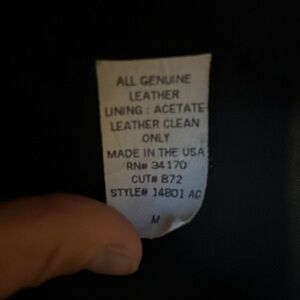 ALL GENUINE
LEATHER
LINING : ACETATE
LEATHER CLEAN
ONLY
MADE IN THE USA
RN# 34170
CUT# 872
STYLE# 14801 AC
M